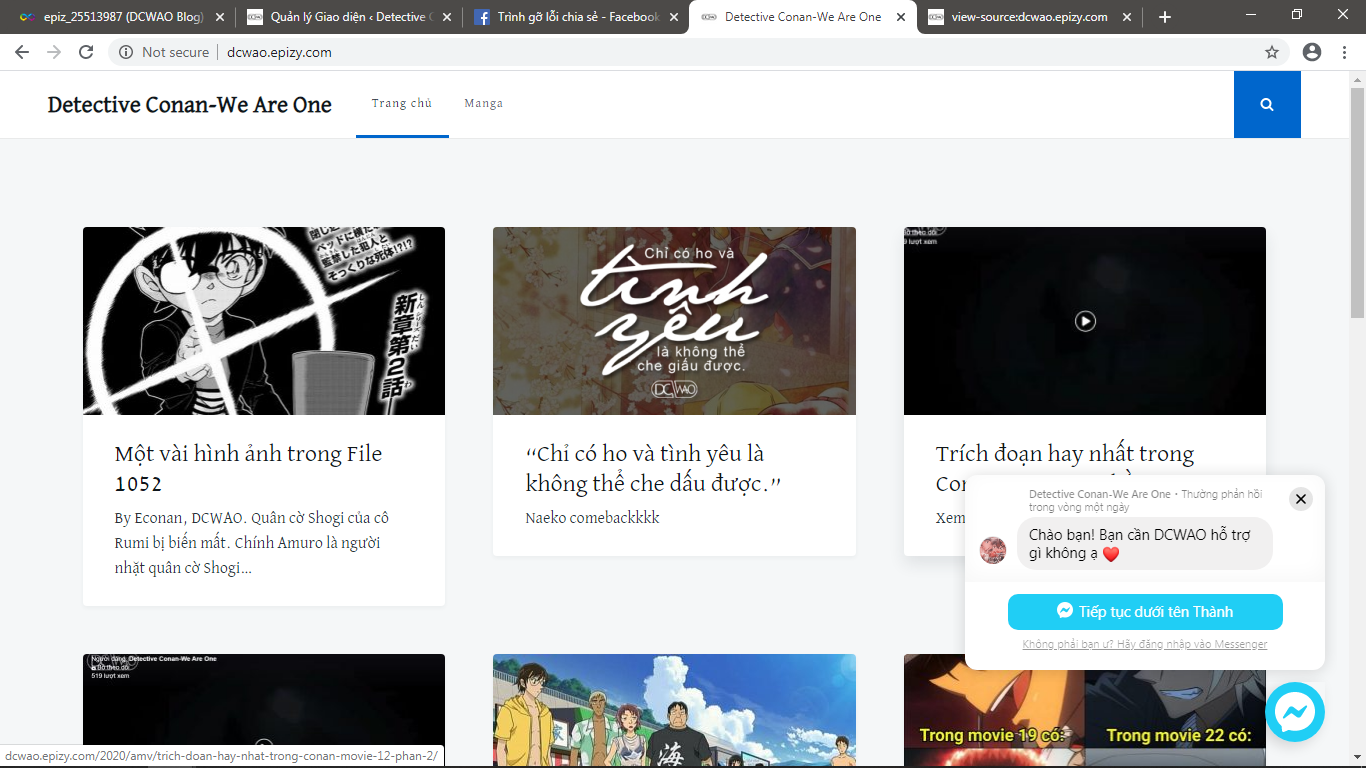 epiz_25513987 (DCWAO Blog)
Quản lý Giao diện ‹ Detective C
Trình gỡ lỗi chia sẻ - Facebook
Detective Conan-We Are One
view-source:dcwao.epizy.com
Not secure
dcwao.epizy.com
Detective Conan-We Are One
Trang chủ
Manga
新章第2話
Chỉ có ho và
tình
yêu
là không thể
che giấu được.
DC WAO
Một vài hình ảnh trong File
1052
By Econan, DCWAO. Quân cờ Shogi của cô
Rumi bị biến mất. Chính Amuro là người
nhặt quân cờ Shogi...
“Chỉ có ho và tình yêu là
không thể che dấu được.”
Naeko comebackkkk
Trích đoạn hay nhất trong
Con
Xem
Detective Conan-We Are One • Thường phản hồi
trong vòng một ngày
Chào bạn! Bạn cần DCWAO hỗ trợ
gì không ạ ❤️
Tiếp tục dưới tên Thành
Không phải bạn ư? Hãy đăng nhập vào Messenger
Người đăng: Detective Conan-We Are One
Bỏ theo dõi
519 lượt xem
海
Trong movie 19 có:
Trong movie 22 có:
dcwao.epizy.com/2020/amv/trich-doan-hay-nhat-trong-conan-movie-12-phan-2/